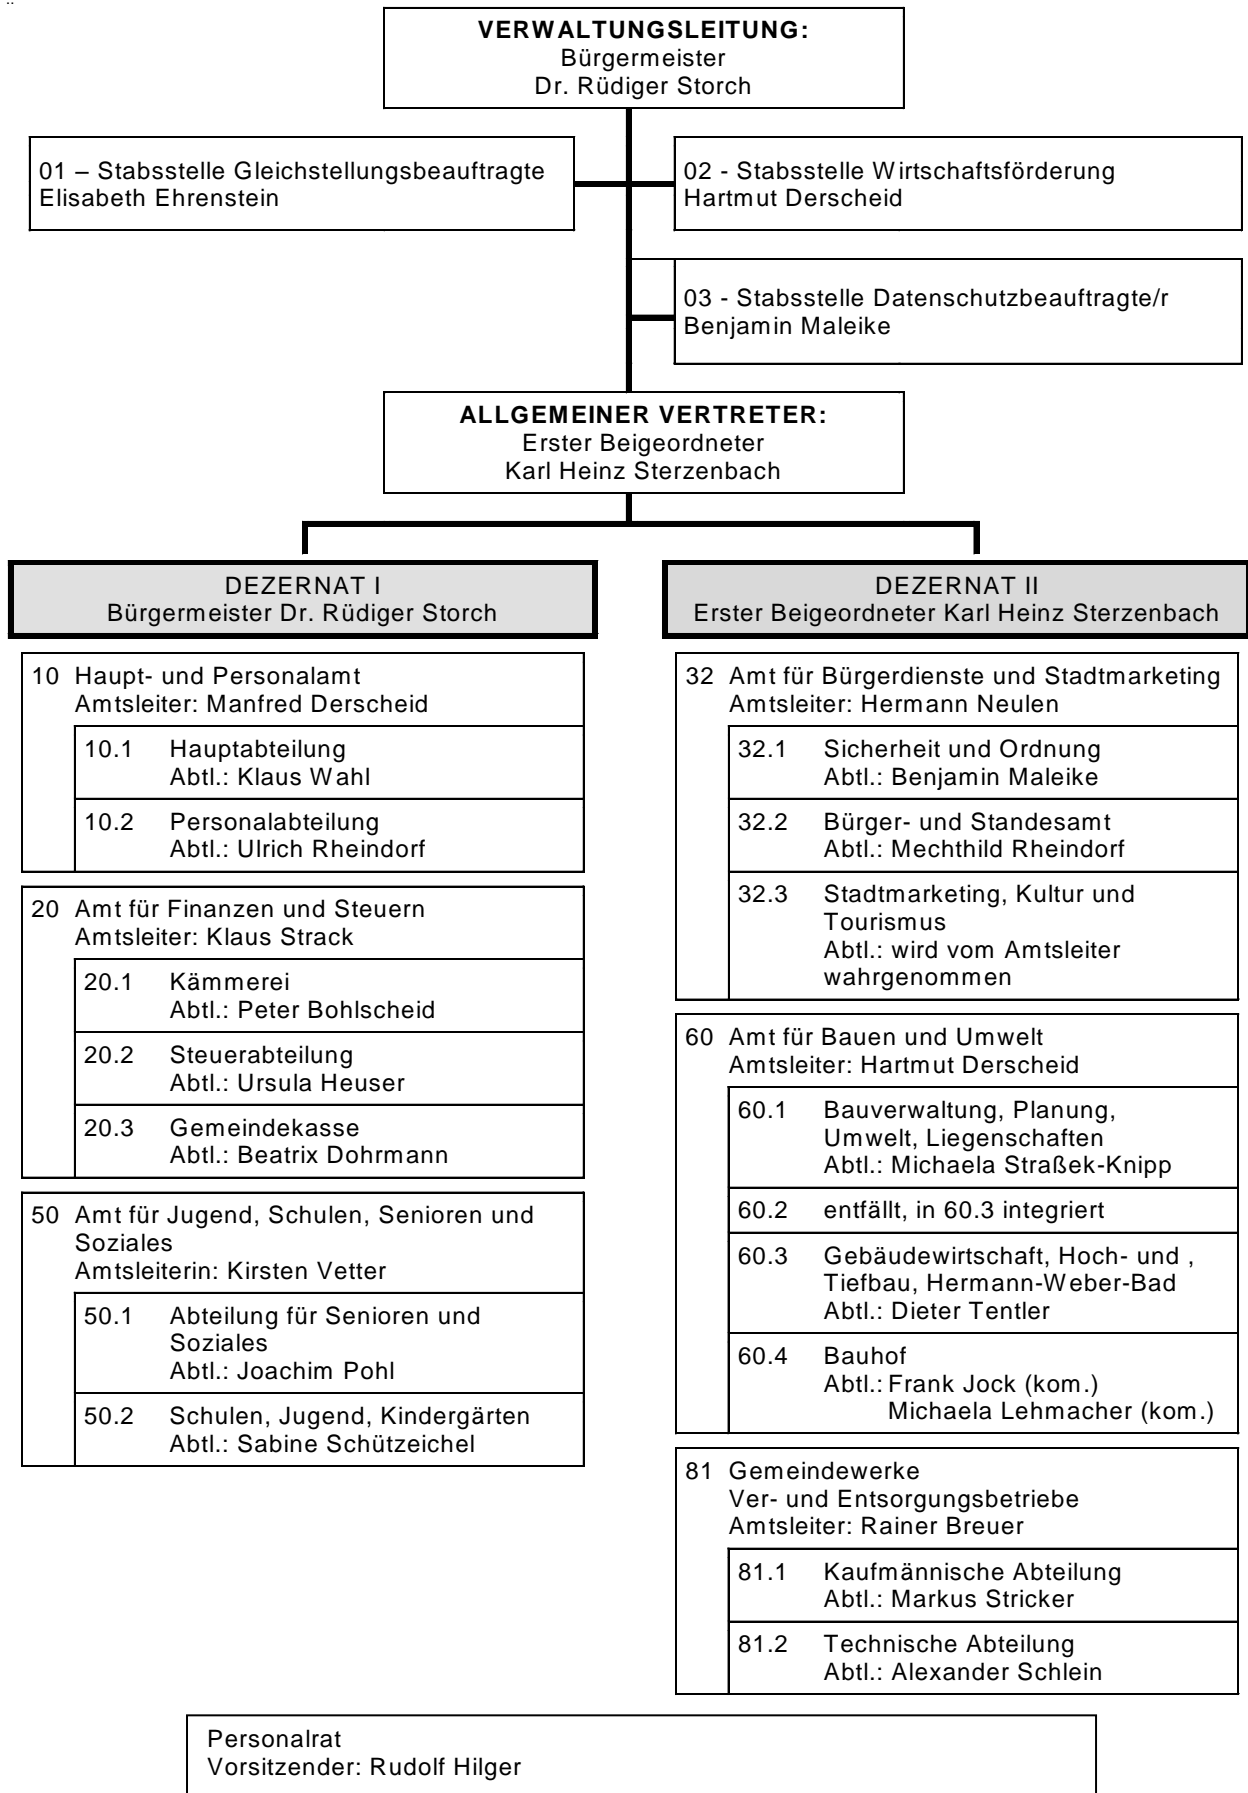 VERWALTUNGSLEITUNG:
Bürgermeister
Dr. Rüdiger Storch
01 – Stabsstelle Gleichstellungsbeauftragte
Elisabeth Ehrenstein
02 - Stabsstelle Wirtschaftsförderung
Hartmut Derscheid
03 - Stabsstelle Datenschutzbeauftragte/r
Benjamin Maleike
ALLGEMEINER VERTRETER:
Erster Beigeordneter
Karl Heinz Sterzenbach
DEZERNAT I
Bürgermeister Dr. Rüdiger Storch
10 Haupt- und Personalamt
Amtsleiter: Manfred Derscheid
10.1 Hauptabteilung
Abtl.: Klaus Wahl
10.2 Personalabteilung
Abtl.: Ulrich Rheindorf
20 Amt für Finanzen und Steuern
Amtsleiter: Klaus Strack
20.1 Kämmerei
Abtl.: Peter Bohlscheid
20.2 Steuerabteilung
Abtl.: Ursula Heuser
20.3 Gemeindekasse
Abtl.: Beatrix Dohrmann
50 Amt für Jugend, Schulen, Senioren und
Soziales
Amtsleiterin: Kirsten Vetter
50.1 Abteilung für Senioren und
Soziales
Abtl.: Joachim Pohl
50.2 Schulen, Jugend, Kindergärten
Abtl.: Sabine Schützeichel
DEZERNAT II
Erster Beigeordneter Karl Heinz Sterzenbach
32 Amt für Bürgerdienste und Stadtmarketing
Amtsleiter: Hermann Neulen
32.1 Sicherheit und Ordnung
Abtl.: Benjamin Maleike
32.2 Bürger- und Standesamt
Abtl.: Mechthild Rheindorf
32.3 Stadtmarketing, Kultur und
Tourismus
Abtl.: wird vom Amtsleiter
wahrgenommen
60 Amt für Bauen und Umwelt
Amtsleiter: Hartmut Derscheid
60.1 Bauverwaltung, Planung,
Umwelt, Liegenschaften
Abtl.: Michaela Straßek-Knipp
60.2 entfällt, in 60.3 integriert
60.3 Gebäudewirtschaft, Hoch- und ,
Tiefbau, Hermann-Weber-Bad
Abtl.: Dieter Tentler
60.4 Bauhof
Abtl.: Frank Jock (kom.)
Michaela Lehmacher (kom.)
81 Gemeindewerke
Ver- und Entsorgungsbetriebe
Amtsleiter: Rainer Breuer
81.1 Kaufmännische Abteilung
Abtl.: Markus Stricker
81.2 Technische Abteilung
Abtl.: Alexander Schlein
Personalrat
Vorsitzender: Rudolf Hilger